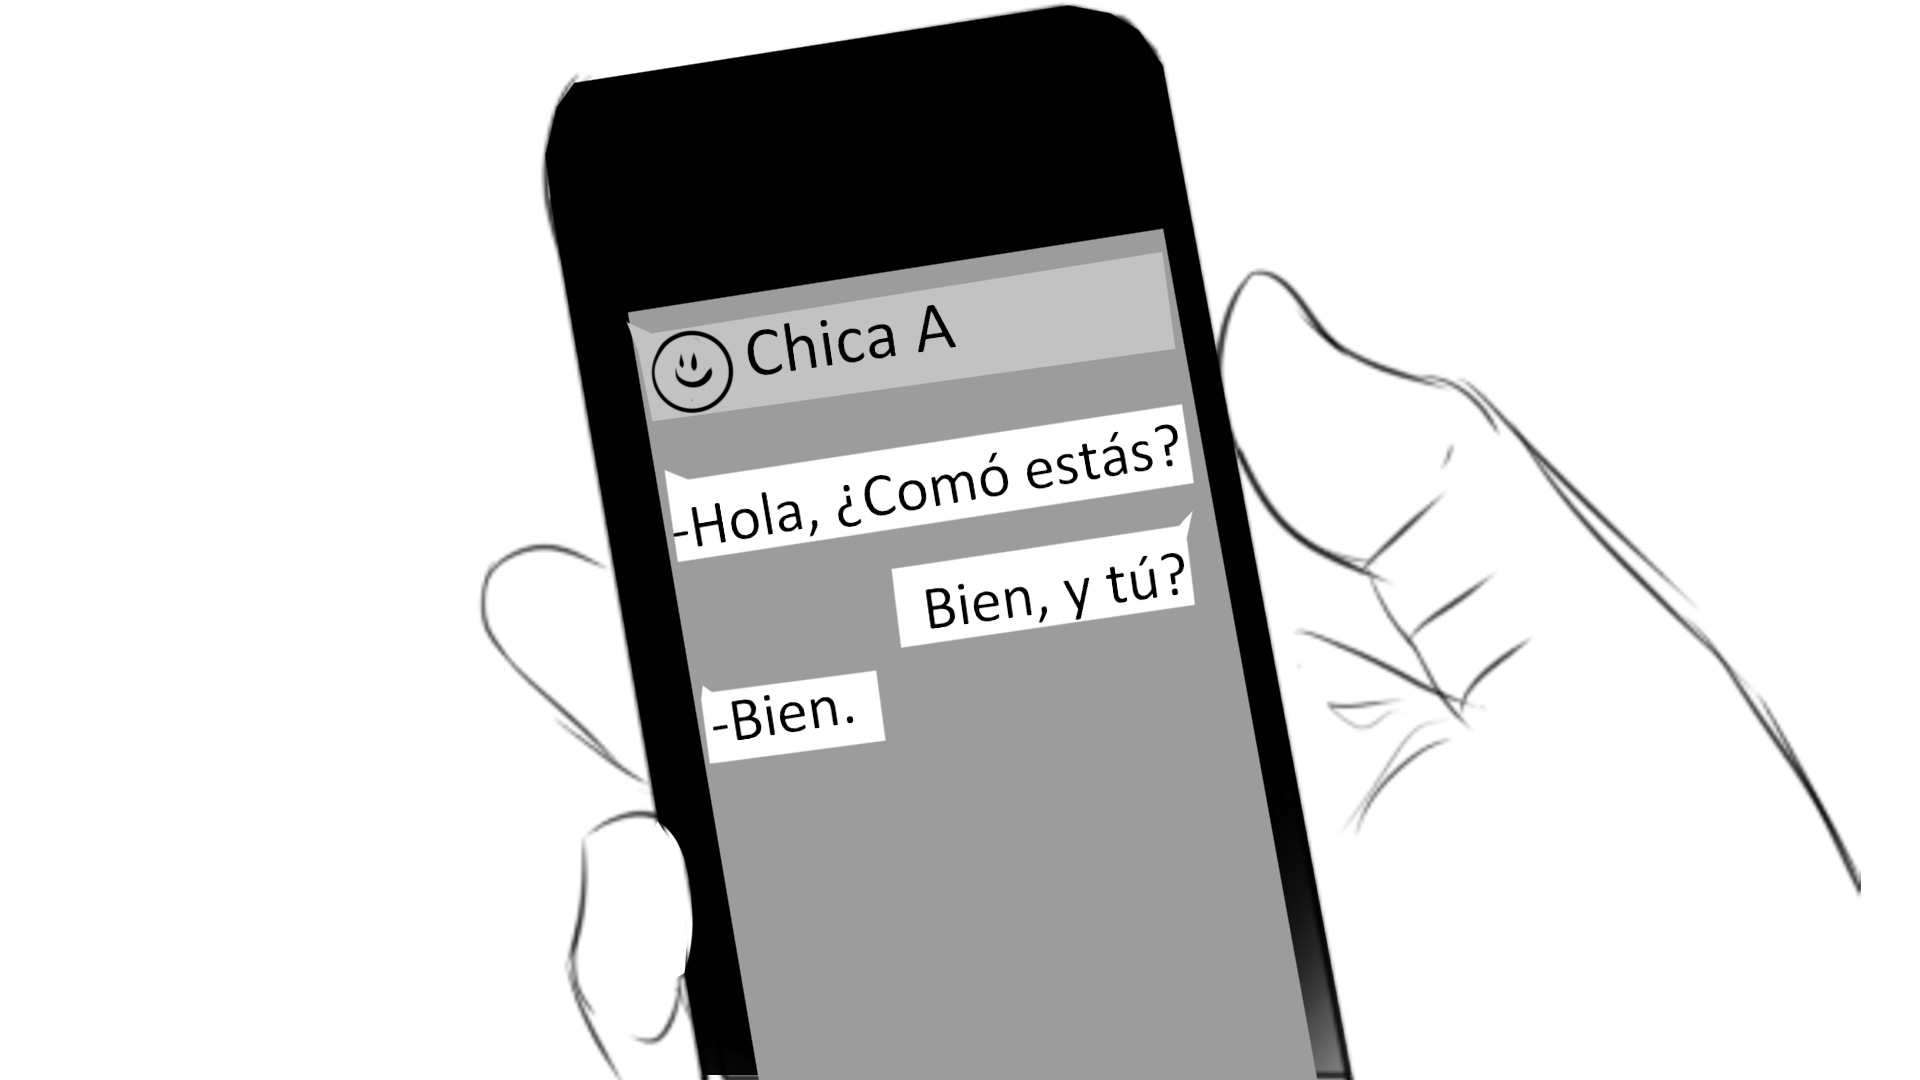 Chica A
-Hola, ¿Comó estás?
Bien, y tú?
-Bien.